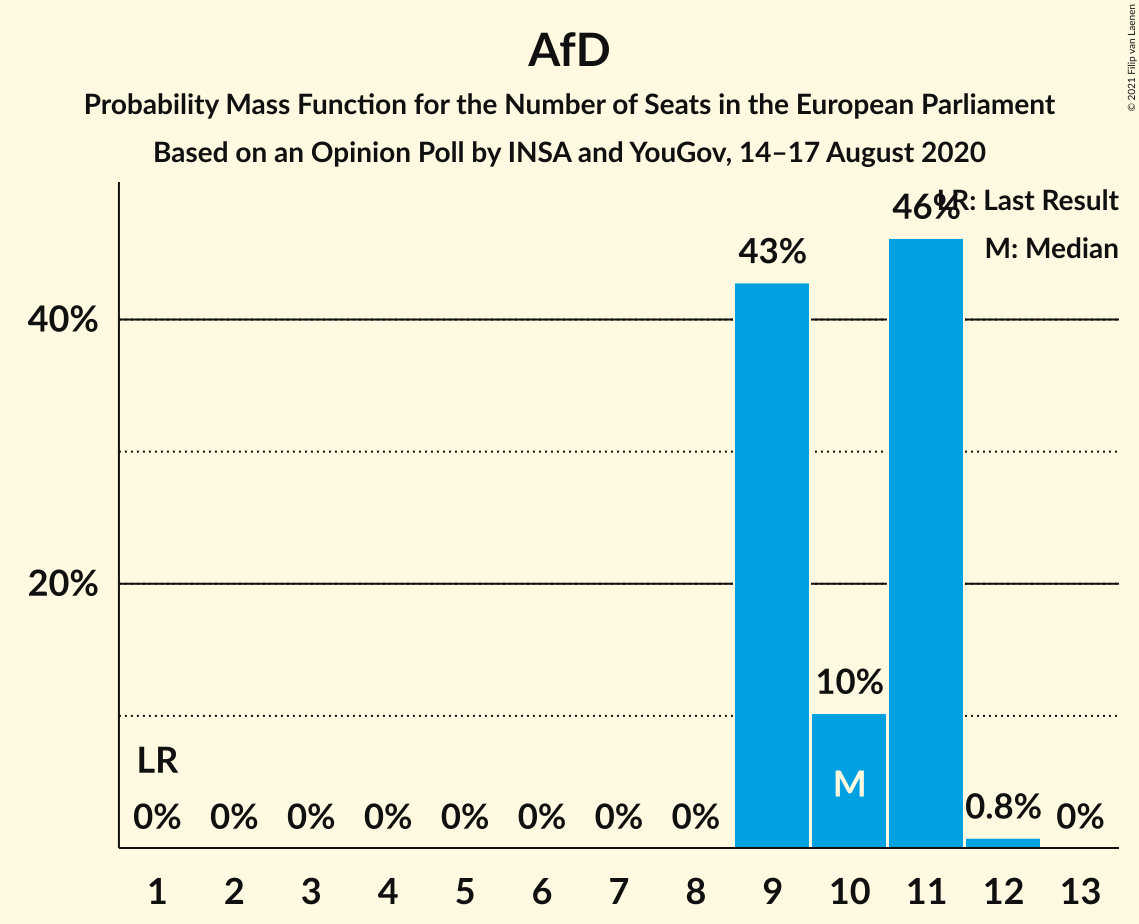 AfD
Probability Mass Function for the Number of Seats in the European Parliament
Based on an Opinion Poll by INSA and YouGov, 14–17 August 2020
© 2021 Filip van Laenen
LR: Last Result
M: Median
46%
43%
40%
20%
10%
M
LR
0% 0% 0% 0% 0% 0% 0% 0% 0.8% 0%
1 2 3 4 5 6 7 8 9 10 11 12 13